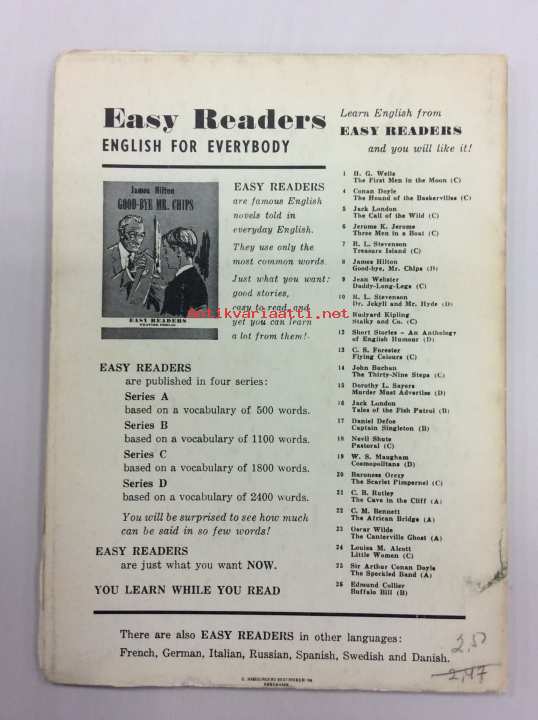 Easy Readers
ENGLISH FOR EVERYBODY
Learn English from
EASY READERS
and you will like it!
James Hilton
GOOD-BYE MR. CHIPS
EASY READERS
EASY READERS
are famous English
novels told in
everyday English.
They use only the
most common words.
Just what you want:
good stories,
easy to read, and
yet you can learn
a lot from them!
Antikvariaatti.net
EASY READERS
are published in four series:
Series A
based on a vocabulary of 500 words.
Series B
based on a vocabulary of 1100 words.
Series C
based on a vocabulary of 1800 words.
Series D
based on a vocabulary of 2400 words.
You will be surprised to see how much
can be said in so few words!
EASY READERS
are just what you want NOW.
YOU LEARN WHILE YOU READ
1 H. G. Wells
The First Men in the Moon (C)
4 Conan Doyle
The Hound of the Baskervilles (C)
5 Jack London
The Call of the Wild (C)
6 Jerome K. Jerome
Three Men in a Boat (C)
7 R. L. Stevenson
Treasure Island (C)
8 James Hilton
Good-bye, Mr. Chips (D)
9 Jean Webster
Daddy-Long-Legs (C)
10 R. L. Stevenson
Dr. Jekyll and Mr. Hyde (D)
Rudyard Kipling
Stalky and Co. (C)
12 Short Stories – An Anthology
of English Humour (D)
13 C. S. Forester
Flying Colours (C)
14 John Buchan
The Thirty-Nine Steps (C)
15 Dorothy L. Sayers
Murder Must Advertise (D)
16 Jack London
Tales of the Fish Patrol (B)
17 Daniel Defoe
Captain Singleton (B)
18 Nevil Shute
Pastoral (C)
19 W. S. Maugham
Cosmopolitans (D)
20 Baroness Orczy
The Scarlet Pimpernel (C)
21 C. B. Rutley
The Cave in the Cliff (A)
22 C. M. Bennett
The African Bridge (A)
23 Oscar Wilde
The Canterville Ghost (A)
24 Louisa M. Alcott
Little Women (C)
25 Sir Arthur Conan Doyle
The Speckled Band (A)
26 Edmund Collier
Buffalo Bill (B)
There are also EASY READERS in other languages:
French, German, Italian, Russian, Spanish, Swedish and Danish.
2,5
2,47